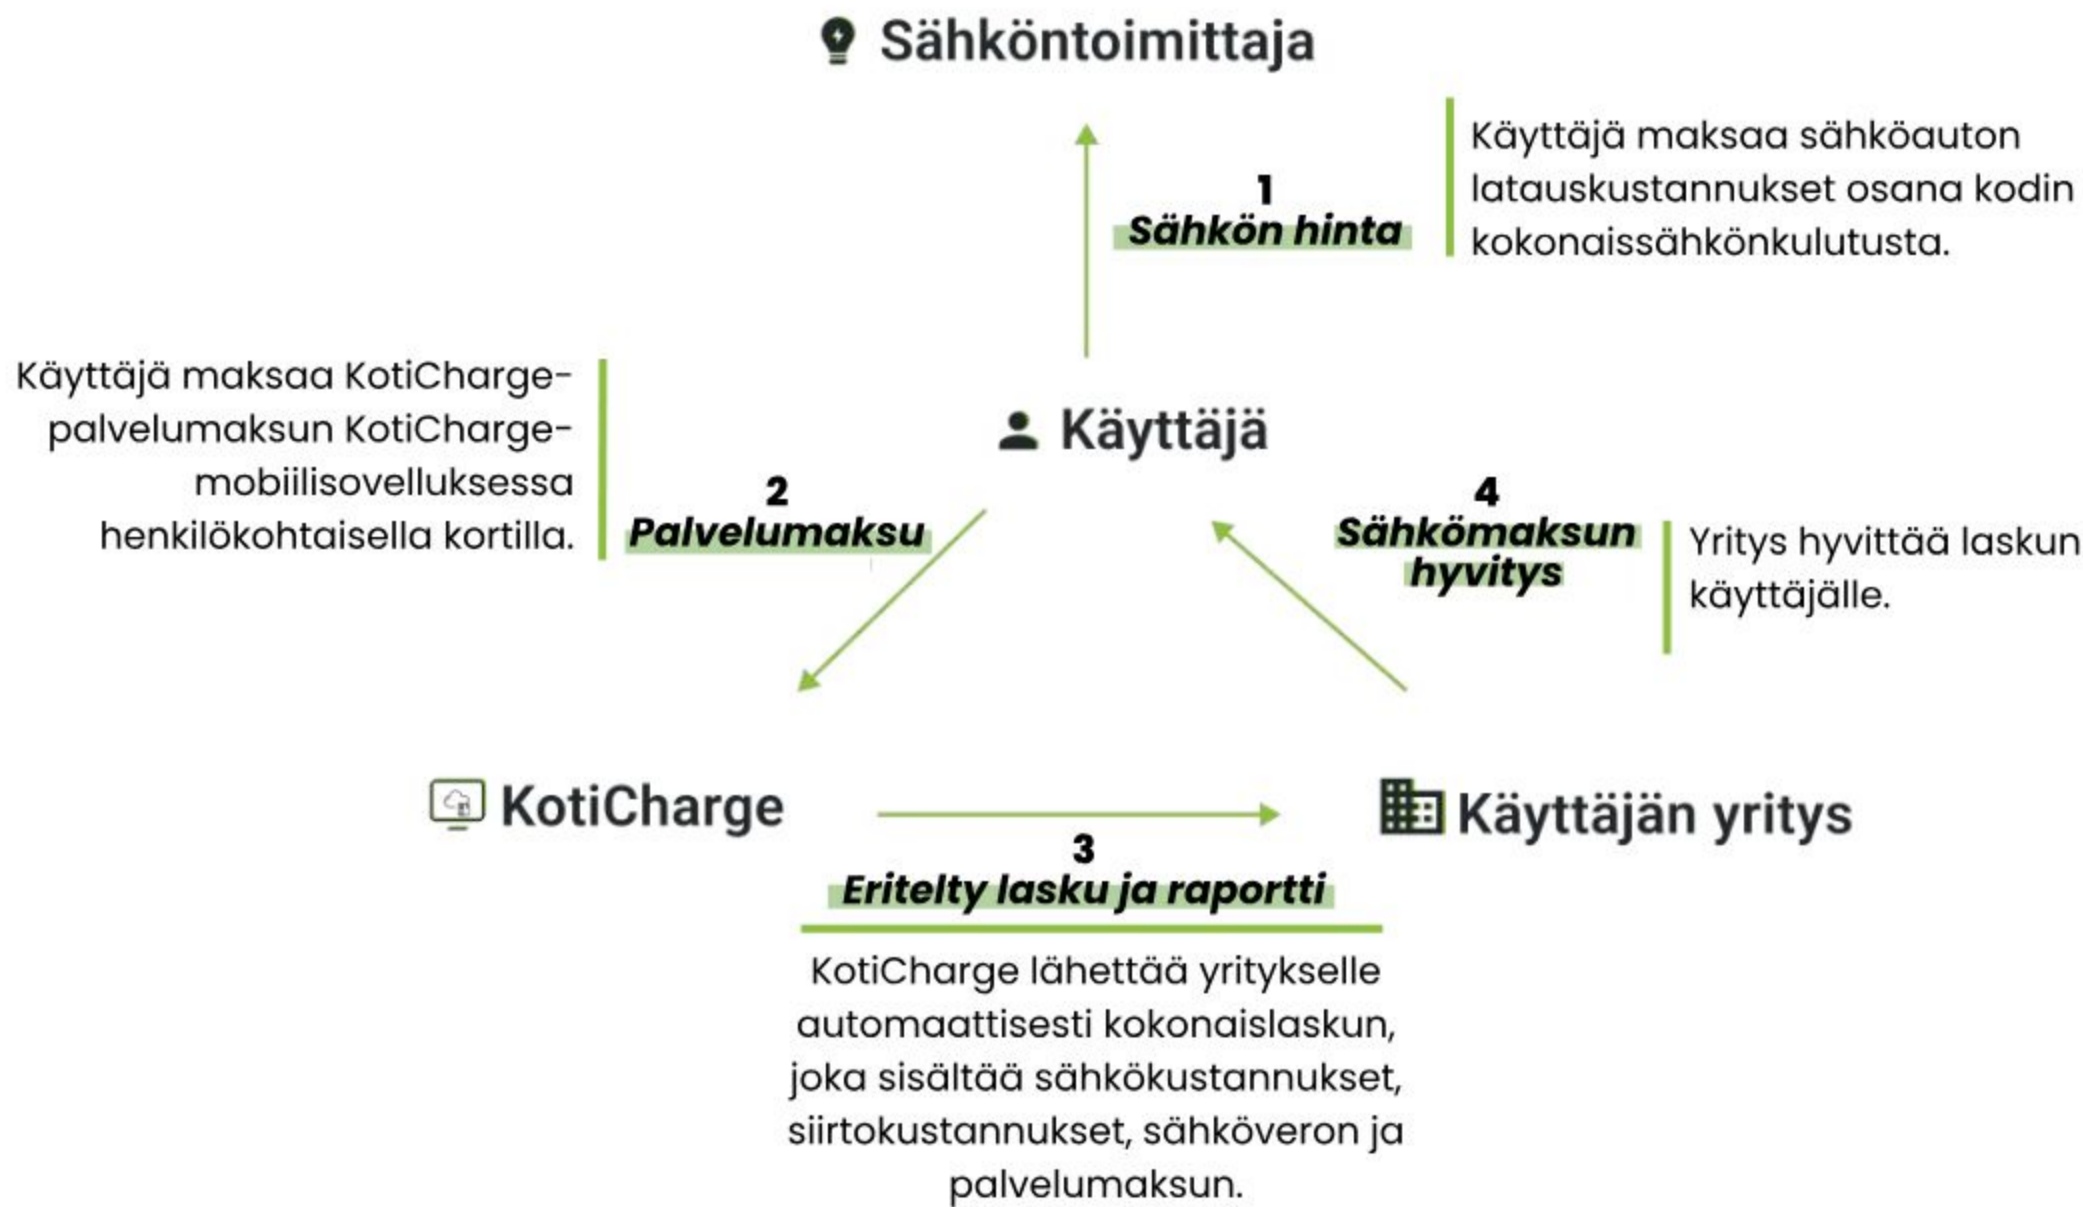 Sähköntoimittaja
1
Sähkön hinta
Käyttäjä maksaa sähköauton
latauskustannukset osana kodin
kokonaissähkönkulutusta.
Käyttäjä
Käyttäjä maksaa KotiCharge-
palvelumaksun KotiCharge-
mobiilisovelluksessa
henkilökohtaisella kortilla.
2
Palvelumaksu
4
Sähkömaksun
hyvitys
Yritys hyvittää laskun
käyttäjälle.
KotiCharge
Käyttäjän yritys
3
Eritelty lasku ja raportti
KotiCharge lähettää yritykselle
automaattisesti kokonaislaskun,
joka sisältää sähkökustannukset,
siirtokustannukset, sähköveron ja
palvelumaksun.